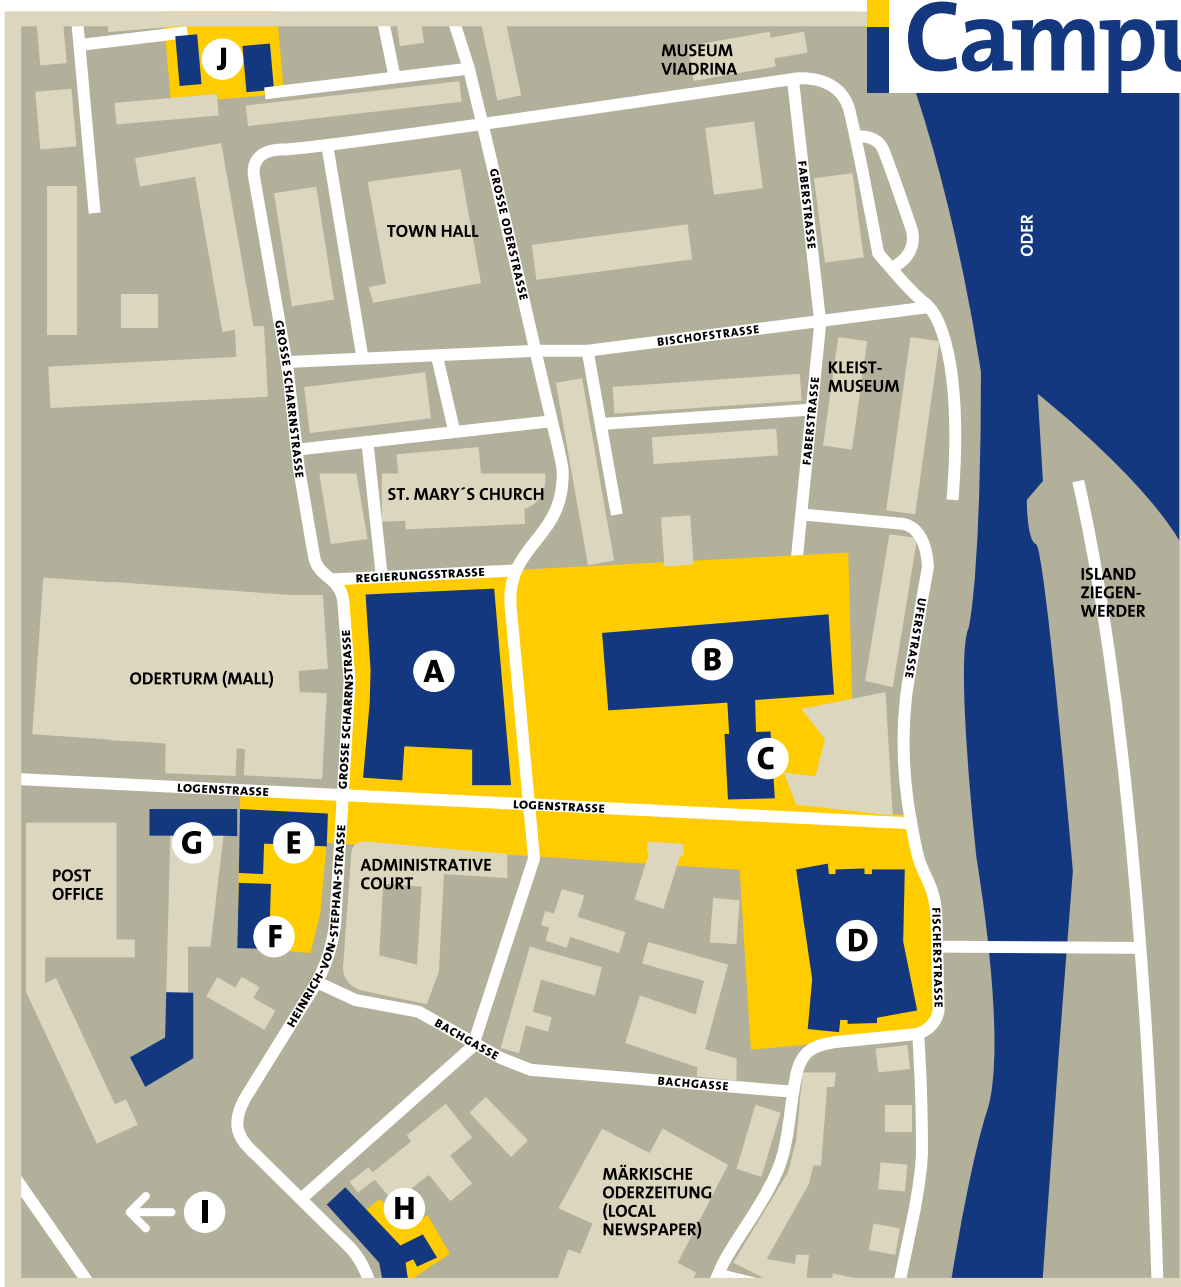 Campu
J
MUSEUM
VIADRINA
GROSSE ODERSTRASSE
FABERSTRASSE
TOWN HALL
ODER
GROSSE SCHARRNSTRASSE
BISCHOFSTRASSE
KLEIST-
MUSEUM
FABERSTRASSE
ST. MARY´S CHURCH
REGIERUNGSSTRASSE
ISLAND
ZIEGEN-
WERDER
UFERSTRASSE
A
B
ODERTURM (MALL)
GROSSE SCHARRNSTRASSE
C
LOGENSTRASSE
LOGENSTRASSE
G
E
HEINRICH-VON-STEPHAN-STRASSE
ADMINISTRATIVE
COURT
POST
OFFICE
F
D
FISCHERSTRASSE
BACHGASSE
BACHGASSE
MÄRKISCHE
ODERZEITUNG
(LOCAL
NEWSPAPER)
I
H